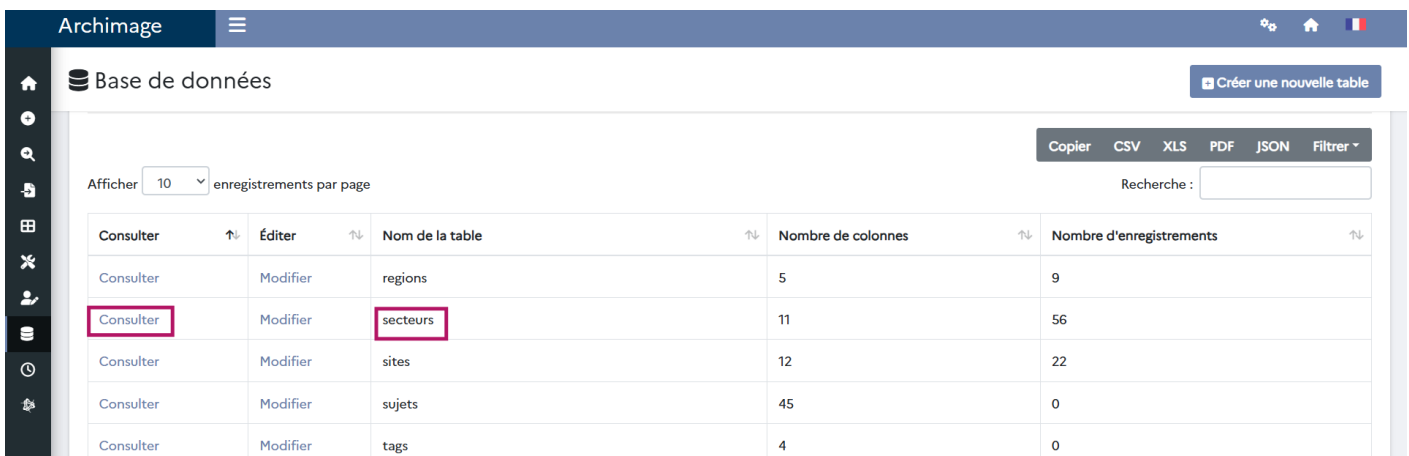 Archimage
Base de données
Créer une nouvelle table
Copier CSV XLS PDF JSON Filtrer
Afficher 10 enregistrements par page
Recherche :
Consulter Éditer Nom de la table Nombre de colonnes Nombre d'enregistrements
Consulter Modifier regions 5 9
Consulter Modifier secteurs 11 56
Consulter Modifier sites 12 22
Consulter Modifier sujets 45 0
Consulter Modifier tags 4 0